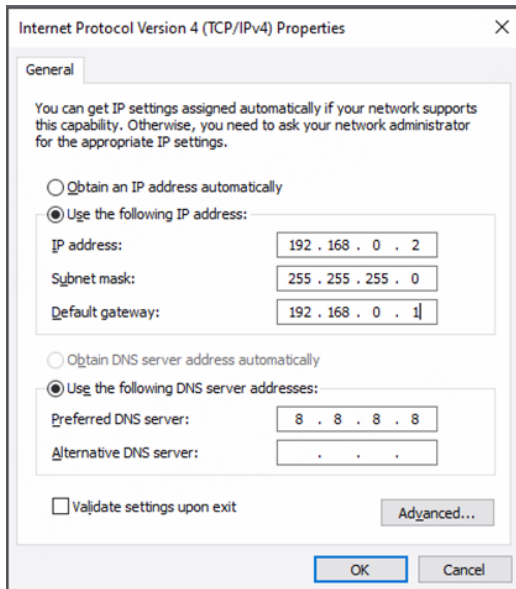 Internet Protocol Version 4 (TCP/IPv4) Properties
General
You can get IP settings assigned automatically if your network supports
this capability. Otherwise, you need to ask your network administrator
for the appropriate IP settings.
Obtain an IP address automatically
Use the following IP address:
IP address: 192 . 168 . 0 . 2
Subnet mask: 255 . 255 . 255 . 0
Default gateway: 192 . 168 . 0 . 1
Obtain DNS server address automatically
Use the following DNS server addresses:
Preferred DNS server: 8 . 8 . 8 . 8
Alternative DNS server: . . .
Validate settings upon exit
Advanced...
OK Cancel